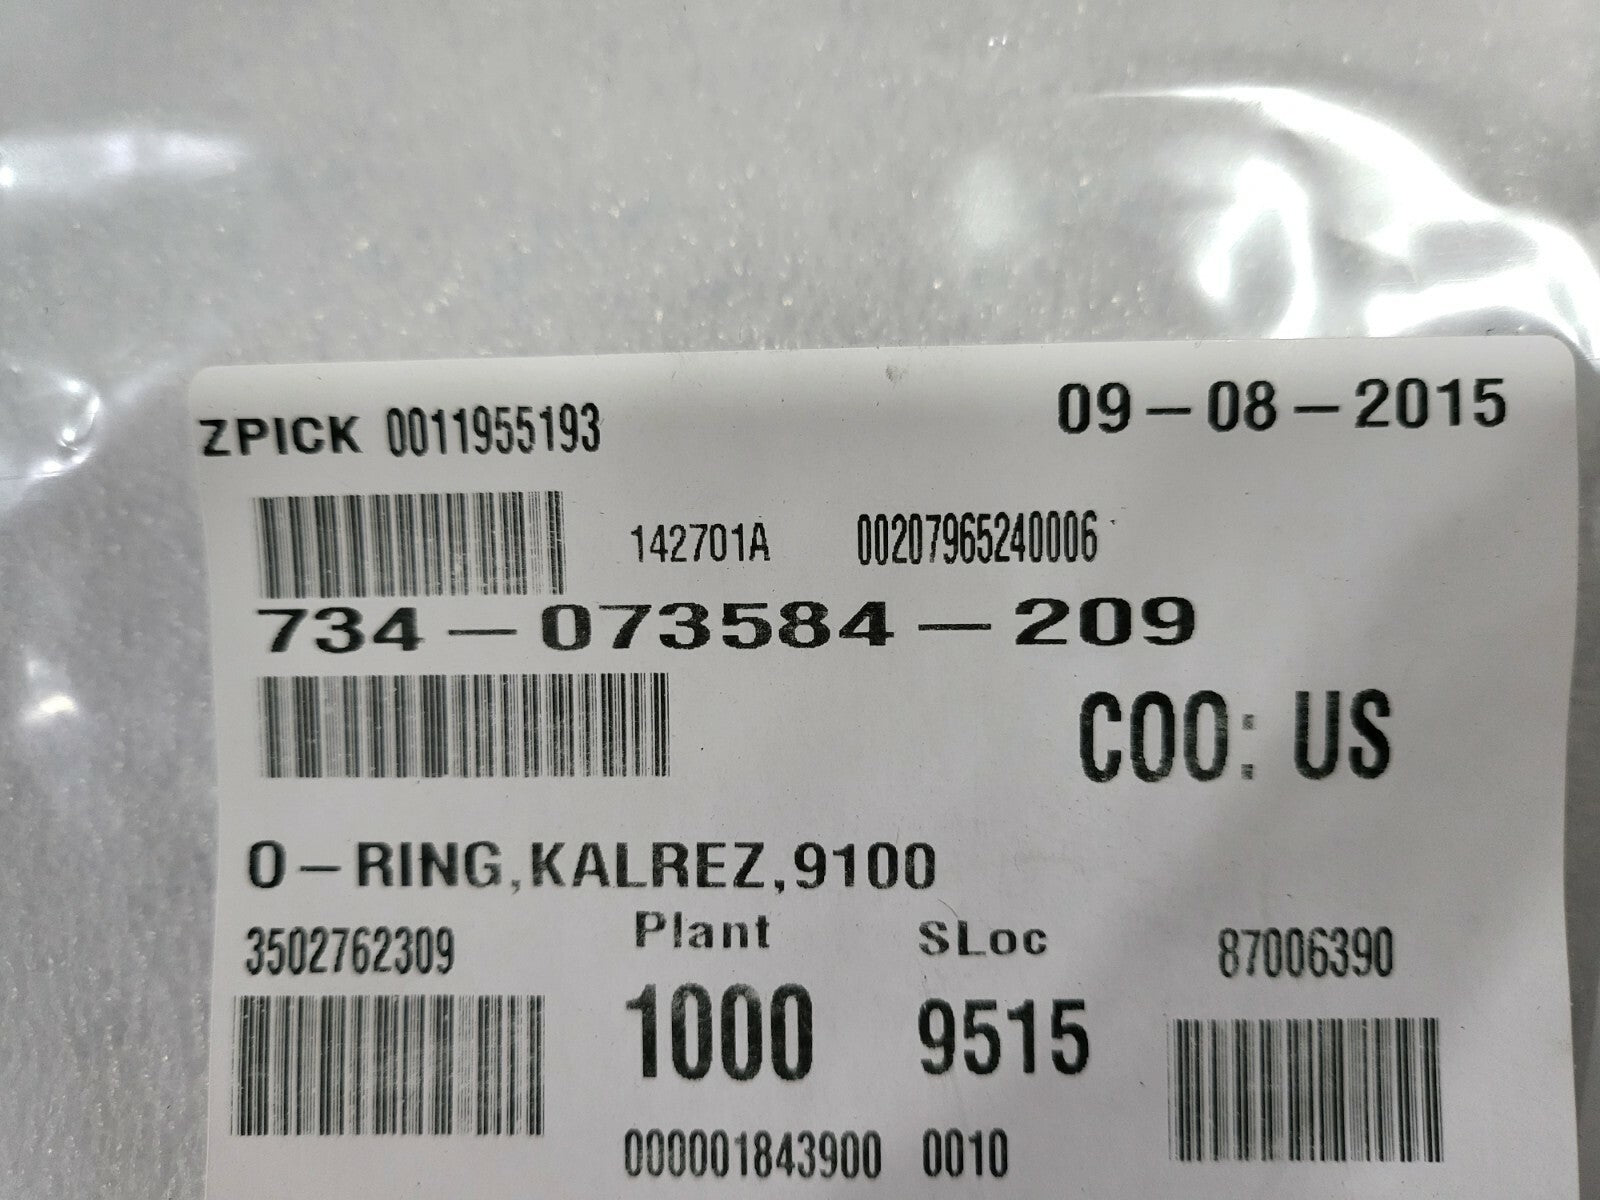 ZPICK 0011955193 09-08-2015
142701A 00207965240006
734-073584-209
COO: US
O-RING,KALREZ,9100
3502762309 Plant SLoc 87006390
1000 9515
000001843900 0010